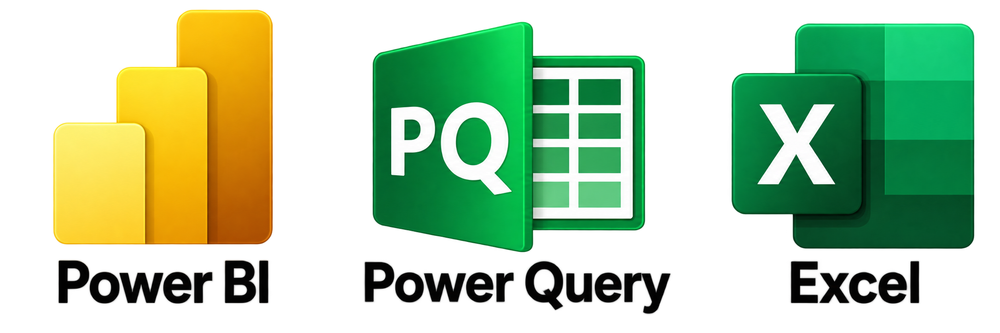 PQ
X
Power BI
Power Query
Excel